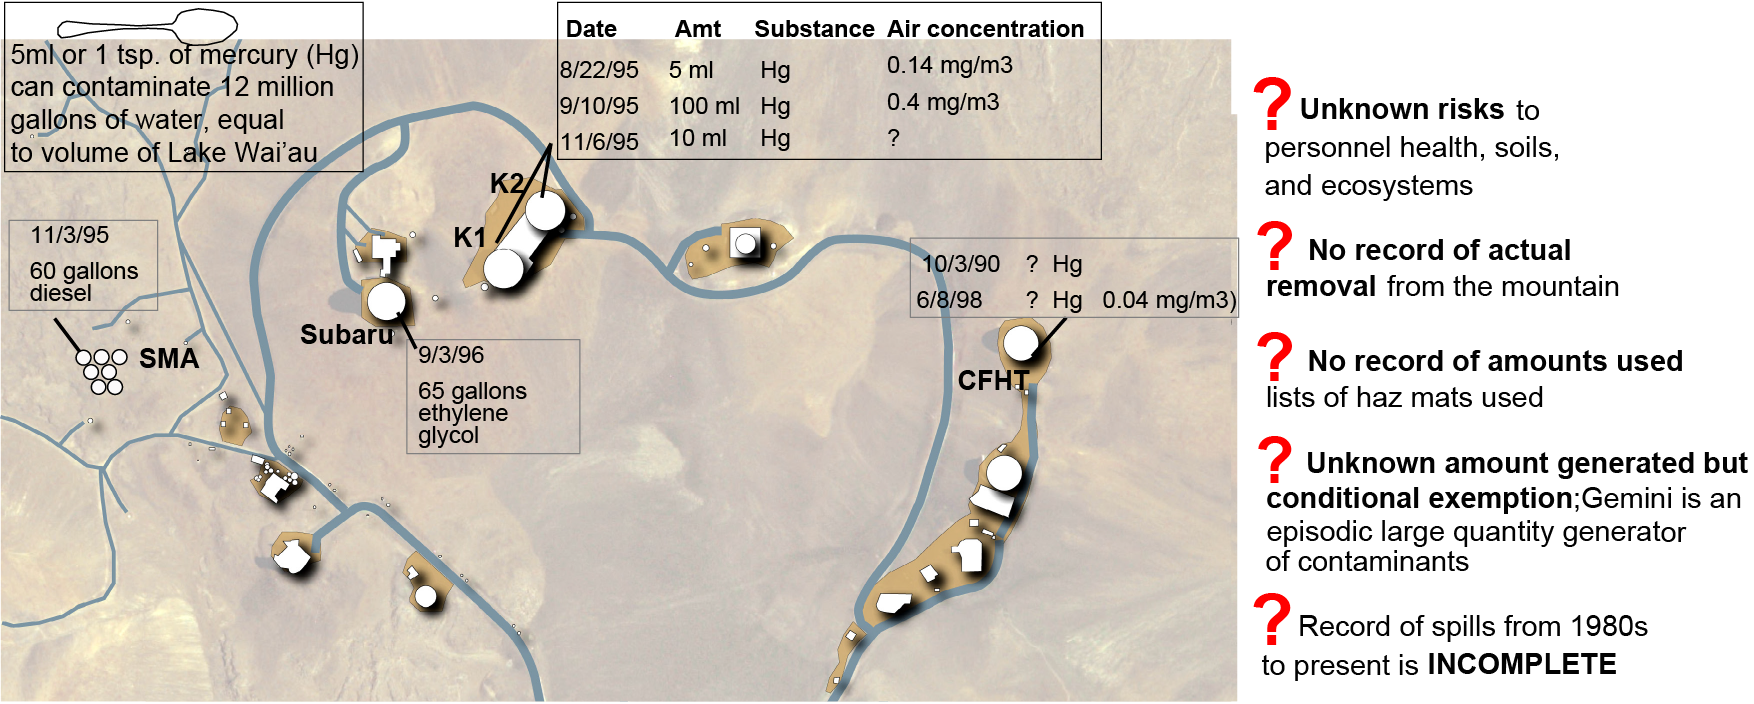 5ml or 1 tsp. of mercury (Hg)
can contaminate 12 million
gallons of water, equal
to volume of Lake Wai’au
Date Amt Substance Air concentration
8/22/95 5 ml Hg 0.14 mg/m3
9/10/95 100 ml Hg 0.4 mg/m3
11/6/95 10 ml Hg ?
K2
K1
11/3/95
60 gallons
diesel
SMA
Subaru
9/3/96
65 gallons
ethylene
glycol
10/3/90 ? Hg
6/8/98 ? Hg 0.04 mg/m3)
CFHT
? Unknown risks to
personnel health, soils,
and ecosystems
? No record of actual
removal from the mountain
? No record of amounts used
lists of haz mats used
? Unknown amount generated but
conditional exemption;Gemini is an
episodic large quantity generator
of contaminants
? Record of spills from 1980s
to present is INCOMPLETE